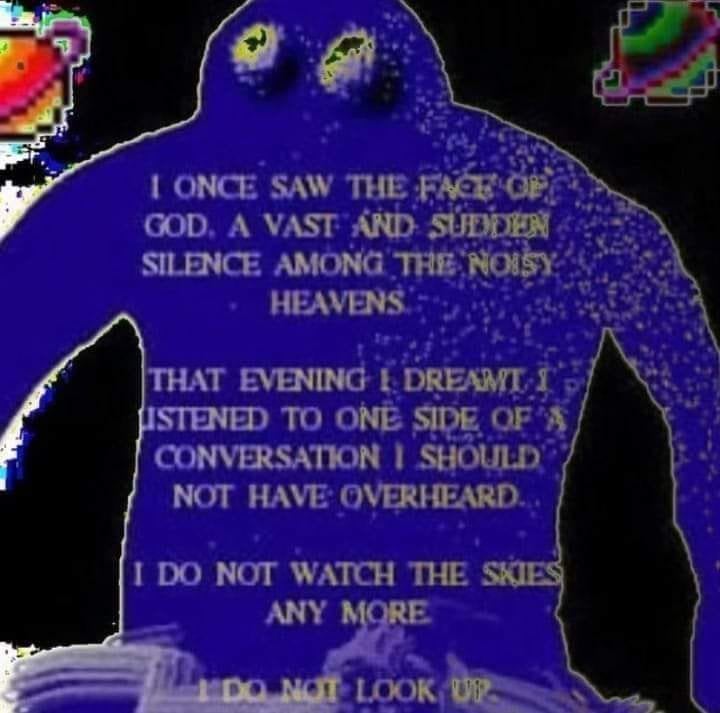 I ONCE SAW THE FACE OF
GOD. A VAST AND SUDDEN
SILENCE AMONG THE NOISY
HEAVENS.
THAT EVENING I DREAMT I
LISTENED TO ONE SIDE OF A
CONVERSATION I SHOULD
NOT HAVE OVERHEARD.
I DO NOT WATCH THE SKIES
ANY MORE.
I DO NOT LOOK UP.